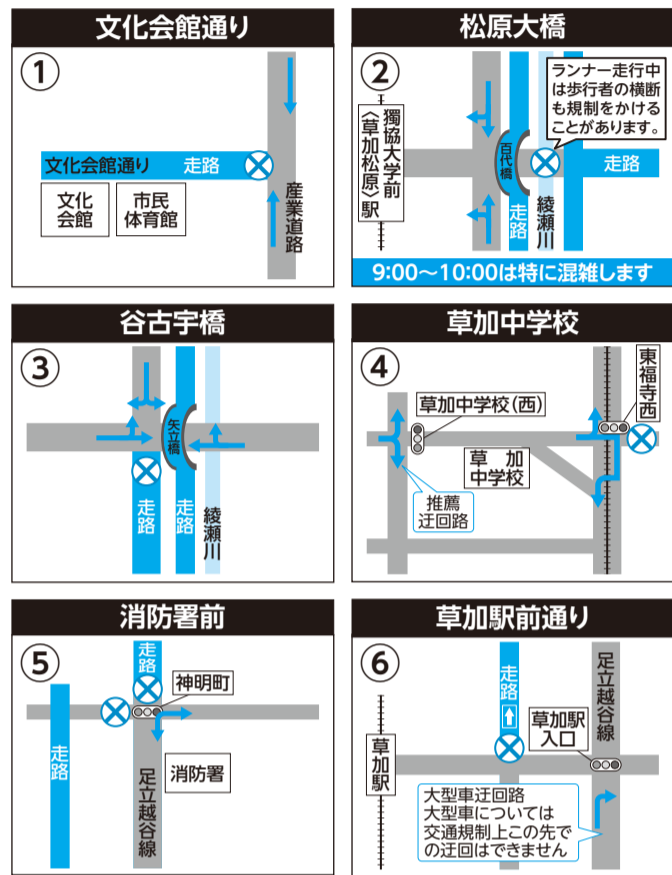 文化会館通り
①
文化会館通り 走路
文化
会館
市民
体育館
産業道路
松原大橋
②
ランナー走行中
は歩行者の横断
も規制をかける
ことがあります。
獨協大学前
〈草加松原〉駅
百代橋
走路
綾瀬川
走路
9:00〜10:00は特に混雑します
谷古宇橋
③
矢立橋
走路
走路
綾瀬川
草加中学校
④
東福寺西
草加中学校(西)
草加
中学校
推薦
迂回路
消防署前
⑤
走路
神明町
走路
消防署
足立越谷線
草加駅前通り
⑥
走路
足立越谷線
草加駅
入口
草加駅
大型車迂回路
大型車については
交通規制上この先で
の迂回はできません